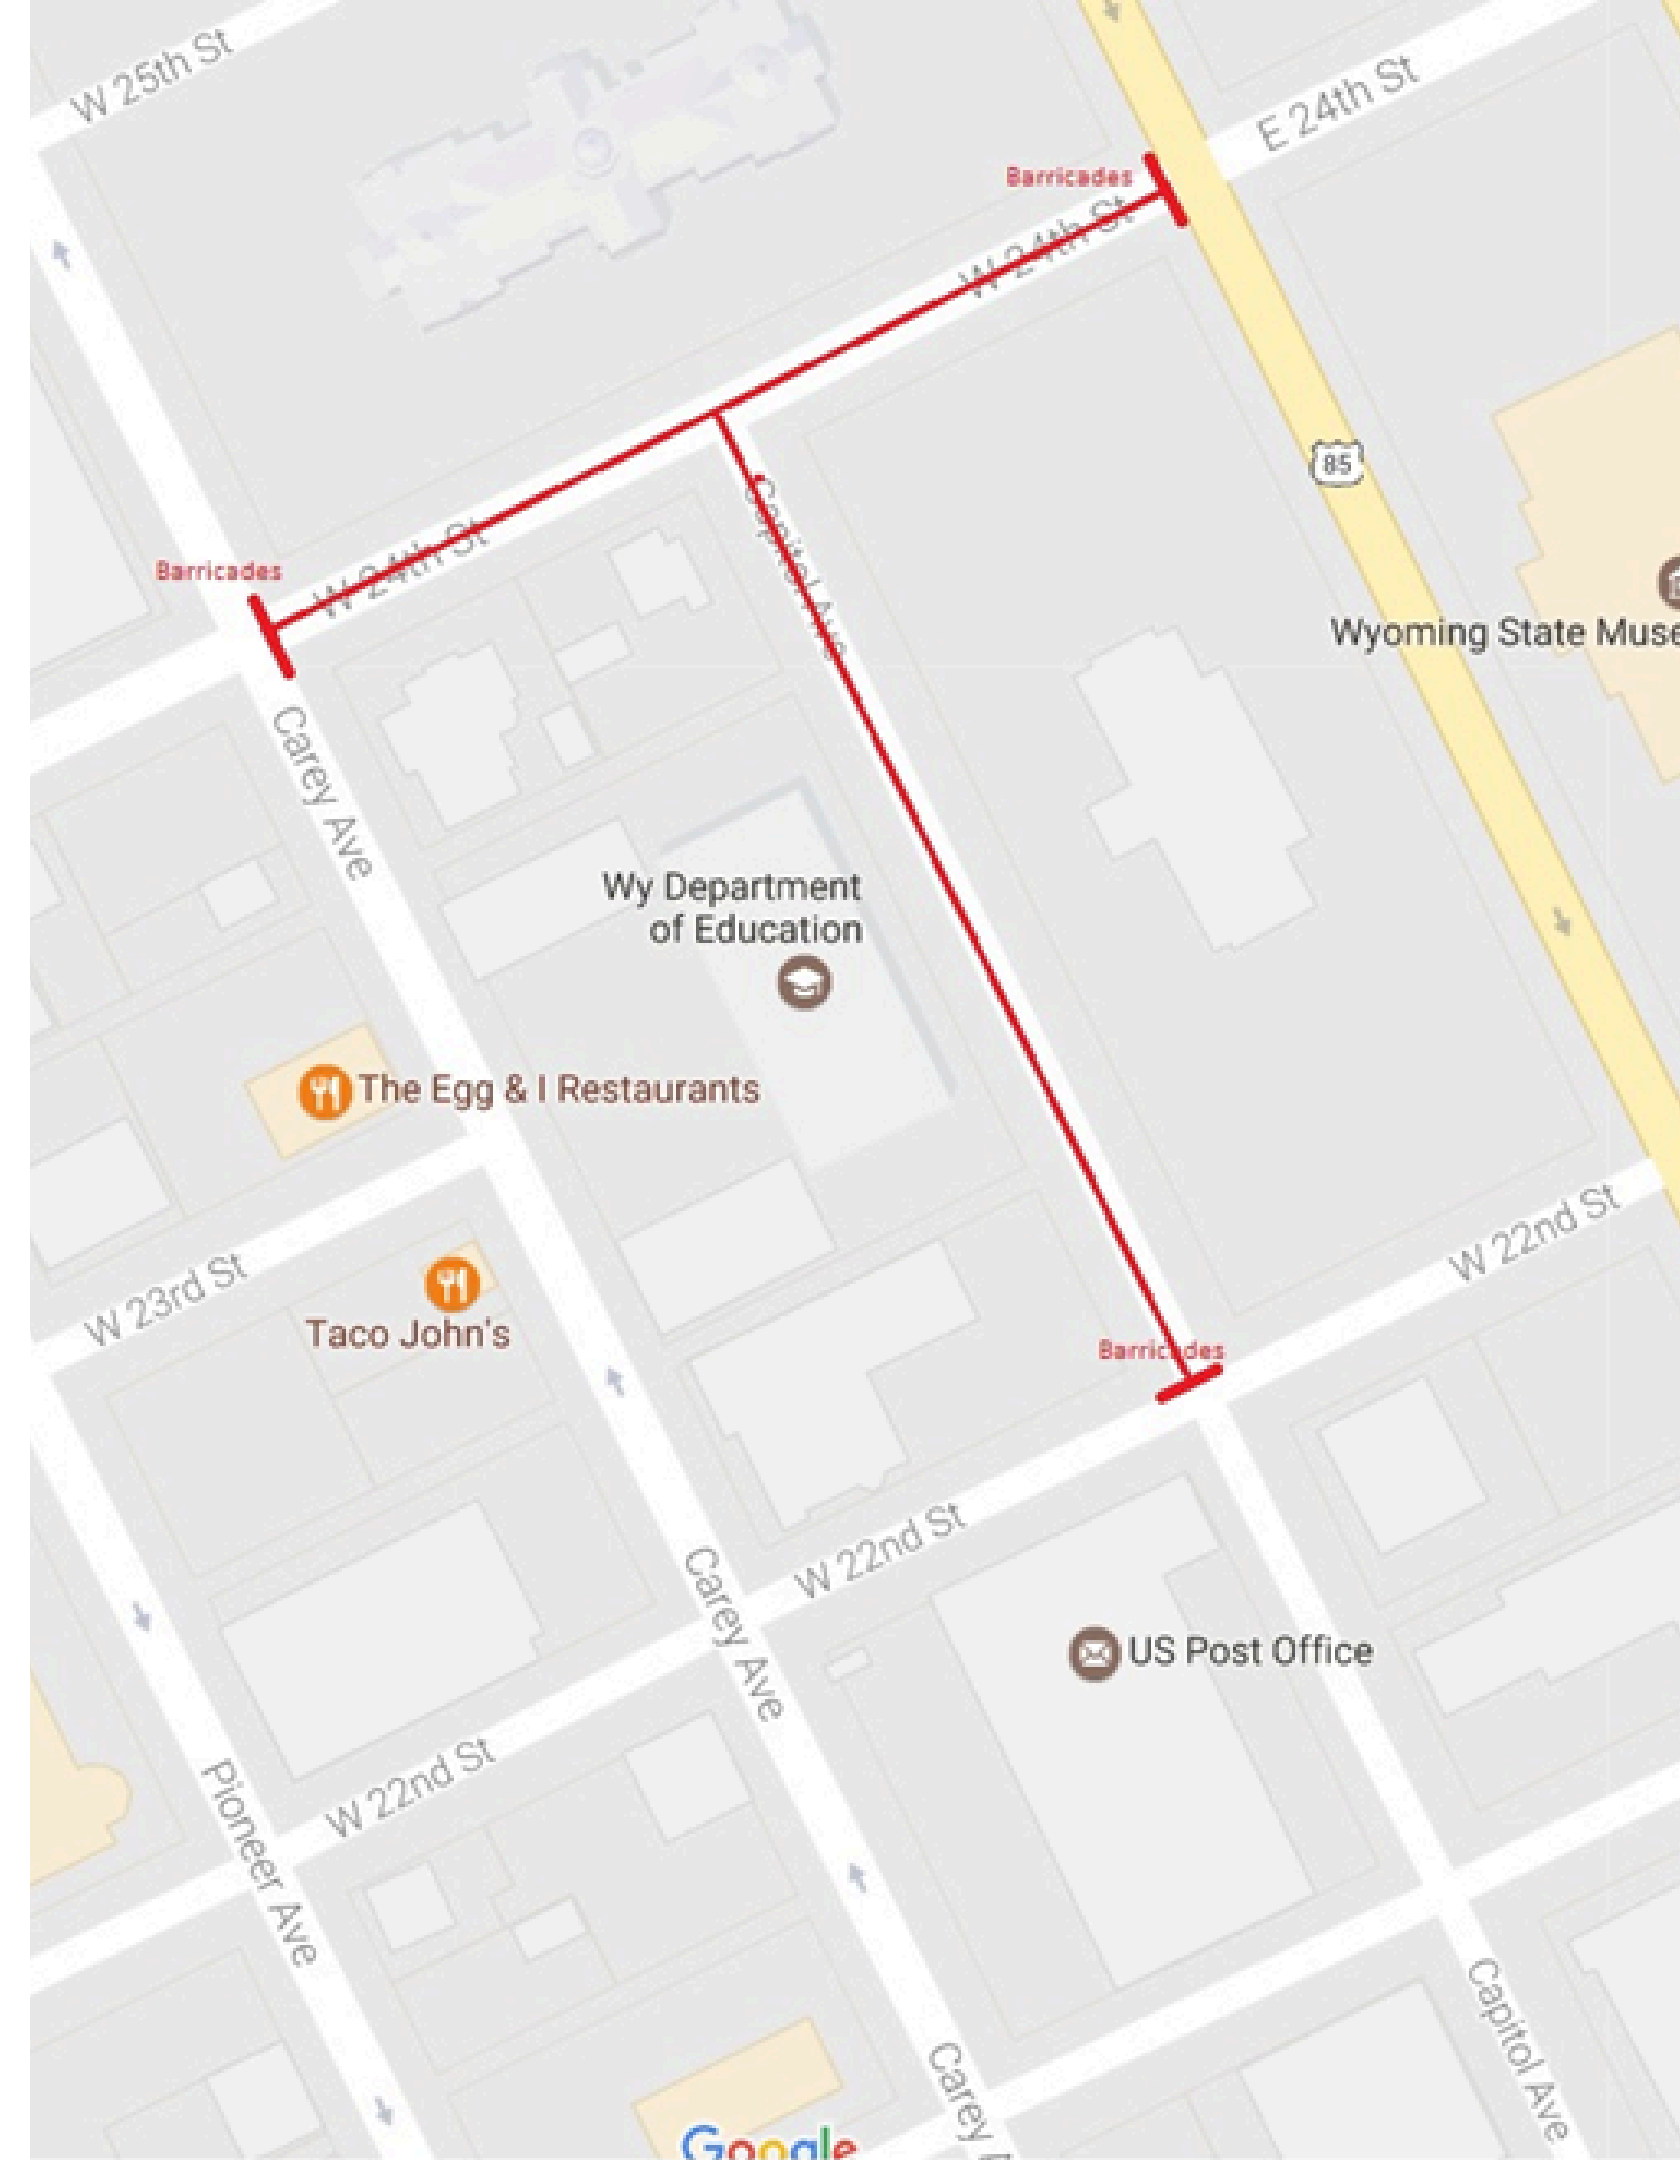 W 25th St
E 24th St
Barricades
W 24th St
85
Capitol Ave
W 24th St
Barricades
Wyoming State Muse
Carey Ave
Wy Department
of Education
The Egg & I Restaurants
W 22nd St
W 23rd St
Taco John's
Barricades
W 22nd St
Carey Ave
US Post Office
W 22nd St
Pioneer Ave
Capitol Ave
Carey
Google